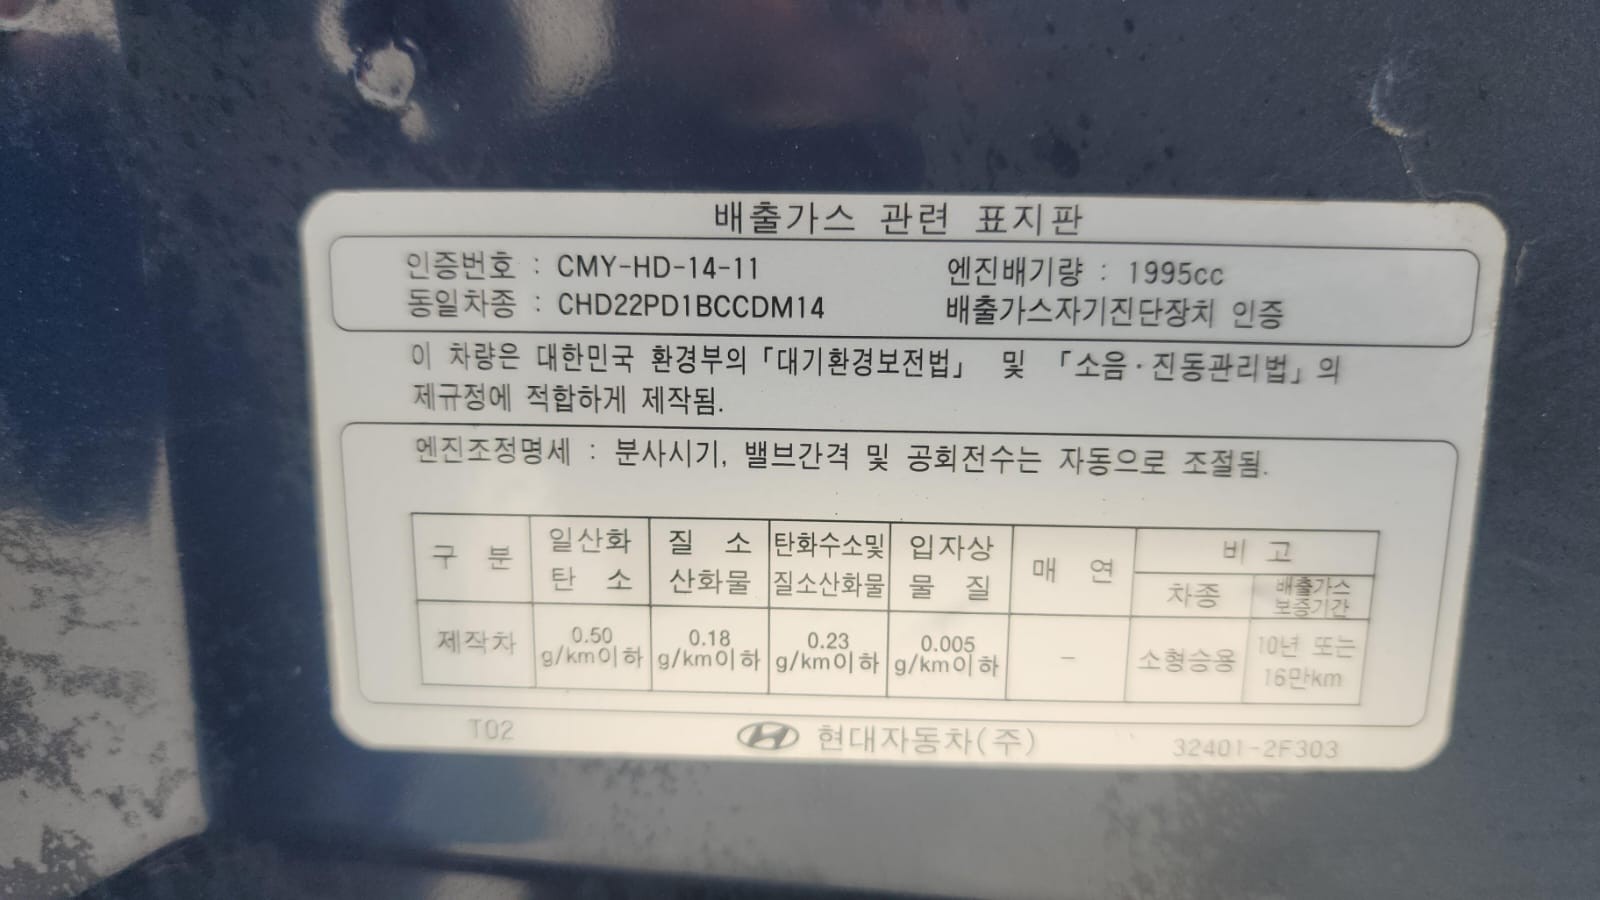 배출가스 관련 표지판
인증번호 : CMY-HD-14-11 엔진배기량 : 1995cc
동일차종 : CHD22PD1BCCDM14 배출가스자기진단장치 인증
이 차량은 대한민국 환경부의 「대기환경보전법」 및 「소음·진동관리법」의
제규정에 적합하게 제작됨.
엔진조정명세 : 분사시기, 밸브간격 및 공회전수는 자동으로 조절됨.
구 분 일산화 탄 소 질 소 산화물 탄화수소및 질소산화물 입자상 물 질 매 연 비 고
차종 배출가스 보증기간
제작차 0.50 g/km이하 0.18 g/km이하 0.23 g/km이하 0.005 g/km이하 - 소형승용 10년 또는 16만km
T02 현대자동차(주) 32401-2F303